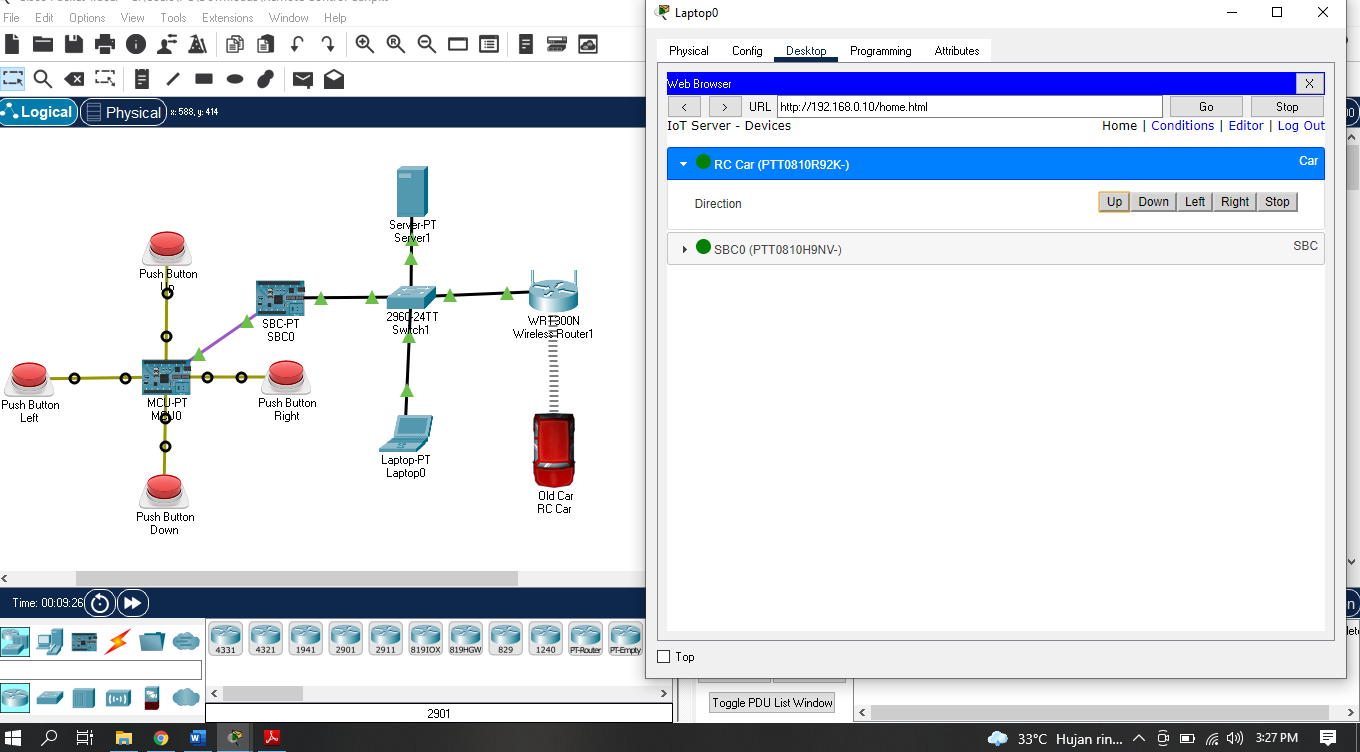 Laptop0
File Edit Options View Tools Extensions Window Help
Physical Config Desktop Programming Attributes
Web Browser X
< > URL http://192.168.0.10/home.html Go Stop
IoT Server - Devices Home | Conditions | Editor | Log Out
RC Car (PTT0810R92K-) Car
Direction Up Down Left Right Stop
SBC0 (PTT0810H9NV-) SBC
Top
Logical Physical x: 588, y: 414
Server-PT
Server1
Push Button
Up
SBC-PT
SBC0
2960-24TT
Switch1
WRT300N
Wireless Router1
Push Button
Left
MCU-PT
MCU0
Push Button
Right
Laptop-PT
Laptop0
Old Car
RC Car
Push Button
Down
Time: 00:09:26
4331 4321 1941 2901 2911 819IOX 819HGW 829 1240 PT-Router PT-Empty
2901
Toggle PDU List Window
33°C Hujan rin... 3:27 PM